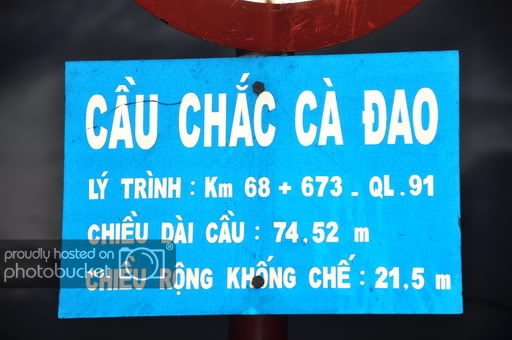 CẦU CHẮC CÀ ĐAO
LÝ TRÌNH : Km 68 + 673 - QL.91
CHIỀU DÀI CẦU : 74,52 m
CHIỀU RỘNG KHỐNG CHẾ : 21,5 m
proudly hosted on
photobucket